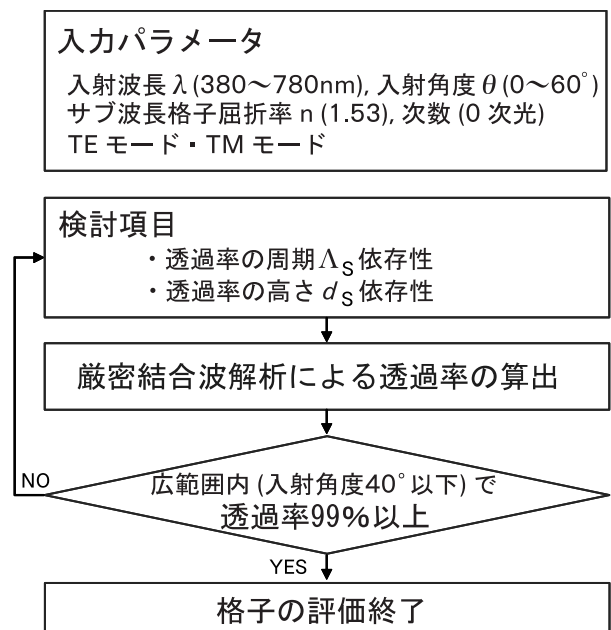 入力パラメータ
入射波長 λ (380～780nm), 入射角度 θ (0～60°)
サブ波長格子屈折率 n (1.53), 次数 (0 次光)
TE モード・TM モード
検討項目
・透過率の周期 Λ_S 依存性
・透過率の高さ d_S 依存性
厳密結合波解析による透過率の算出
NO
広範囲内 (入射角度40°以下) で
透過率99%以上
YES
格子の評価終了